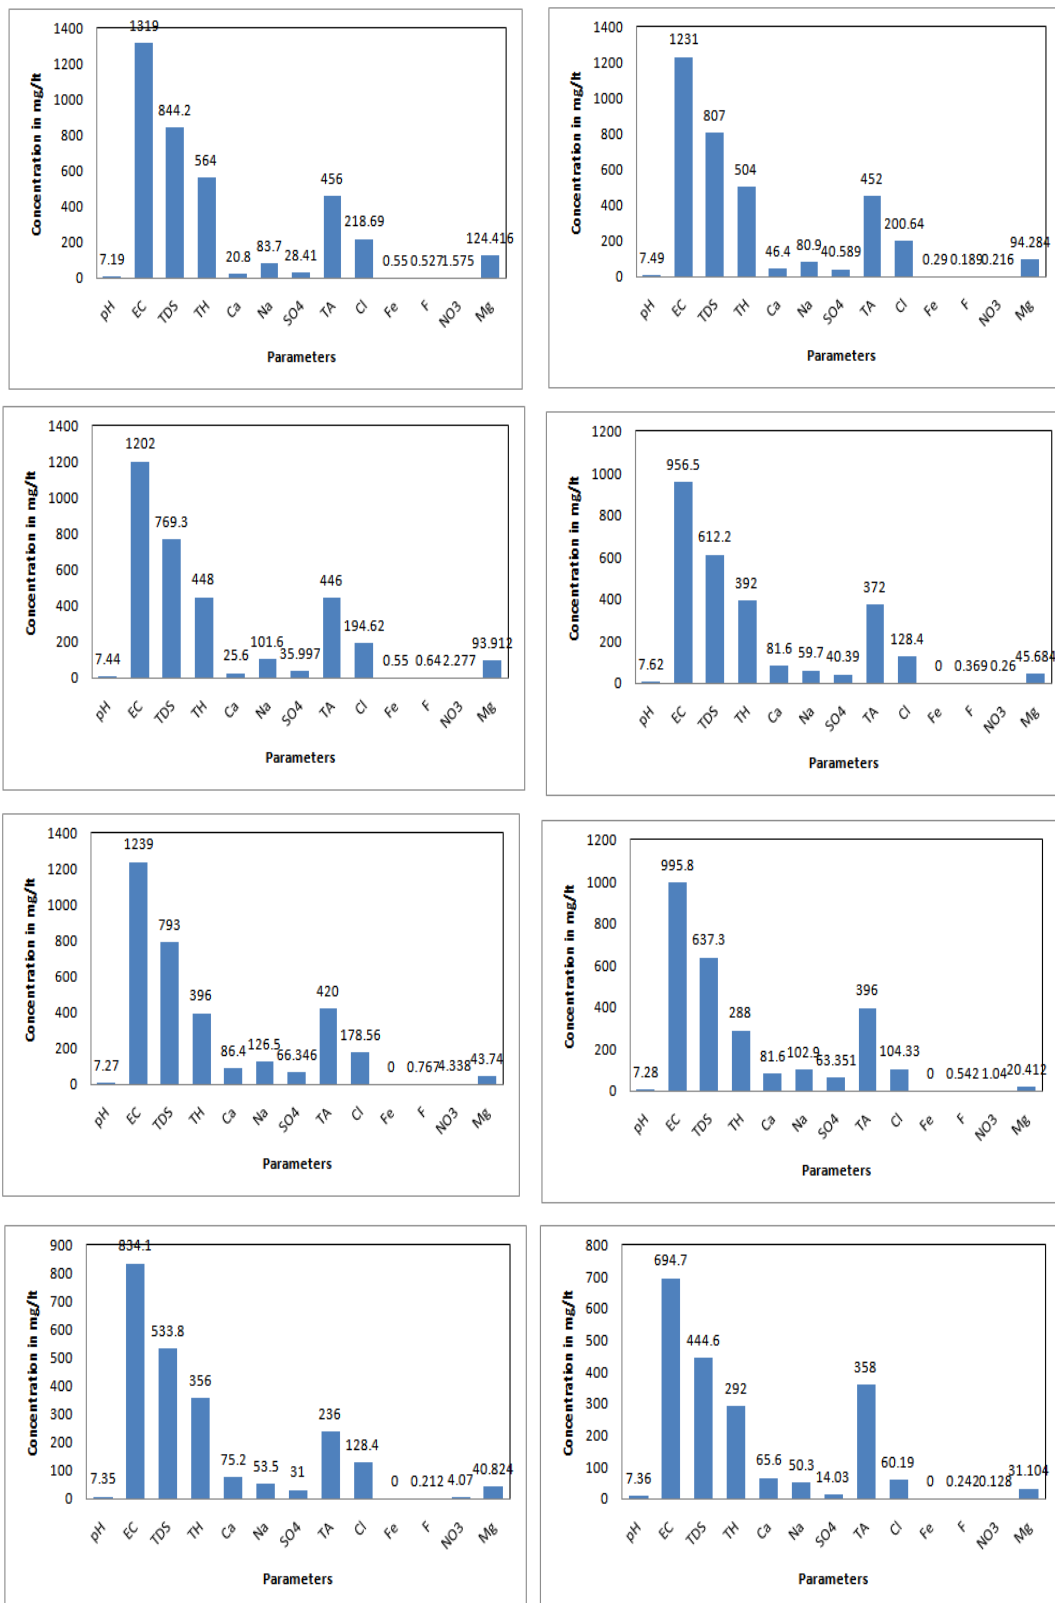 Concentration in mg/lt
1400
1200
1000
800
600
400
200
0
7.19
1319
844.2
564
20.8
83.7
28.41
456
218.69
0.55
0.527
1.575
124.416
pH
EC
TDS
TH
Ca
Na
SO4
TA
Cl
Fe
F
NO3
Mg
Parameters
Concentration in mg/lt
1400
1200
1000
800
600
400
200
0
7.49
1231
807
504
46.4
80.9
40.589
452
200.64
0.29
0.189
0.216
94.284
pH
EC
TDS
TH
Ca
Na
SO4
TA
Cl
Fe
F
NO3
Mg
Parameters
Concentration in mg/lt
1400
1200
1000
800
600
400
200
0
7.44
1202
769.3
448
25.6
101.6
35.997
446
194.62
0.55
0.64
2.277
93.912
pH
EC
TDS
TH
Ca
Na
SO4
TA
Cl
Fe
F
NO3
Mg
Parameters
Concentration in mg/lt
1200
1000
800
600
400
200
0
7.62
956.5
612.2
392
81.6
59.7
40.39
372
128.4
0
0.369
0.26
45.684
pH
EC
TDS
TH
Ca
Na
SO4
TA
Cl
Fe
F
NO3
Mg
Parameters
Concentration in mg/lt
1400
1200
1000
800
600
400
200
0
7.27
1239
793
396
86.4
126.5
66.346
420
178.56
0
0.767
4.338
43.74
pH
EC
TDS
TH
Ca
Na
SO4
TA
Cl
Fe
F
NO3
Mg
Parameters
Concentration in mg/lt
1200
1000
800
600
400
200
0
7.28
995.8
637.3
288
81.6
102.9
63.351
396
104.33
0
0.542
1.04
20.412
pH
EC
TDS
TH
Ca
Na
SO4
TA
Cl
Fe
F
NO3
Mg
Parameters
Concentration in mg/lt
900
800
700
600
500
400
300
200
100
0
7.35
834.1
533.8
356
75.2
53.5
31
236
128.4
0
0.212
4.07
40.824
pH
EC
TDS
TH
Ca
Na
SO4
TA
Cl
Fe
F
NO3
Mg
Parameters
Concentration in mg/lt
800
700
600
500
400
300
200
100
0
7.36
694.7
444.6
292
65.6
50.3
14.03
358
60.19
0
0.242
0.128
31.104
pH
EC
TDS
TH
Ca
Na
SO4
TA
Cl
Fe
F
NO3
Mg
Parameters